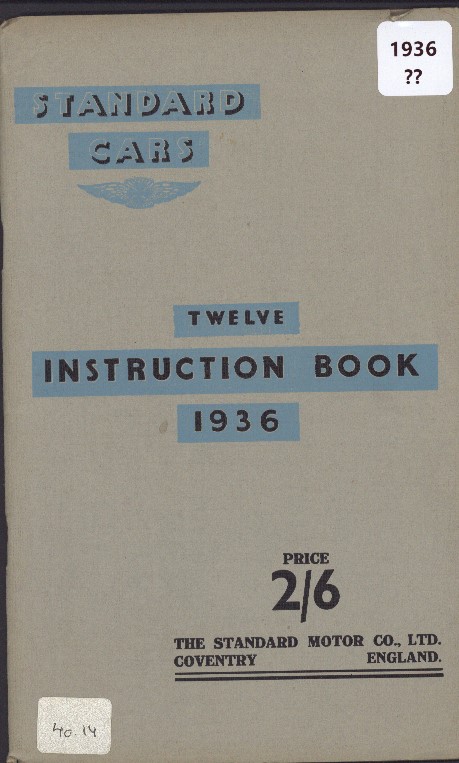 1936
??
STANDARD
CARS
TWELVE
INSTRUCTION BOOK
1936
PRICE
2/6
THE STANDARD MOTOR CO., LTD.
COVENTRY ENGLAND.
40.14